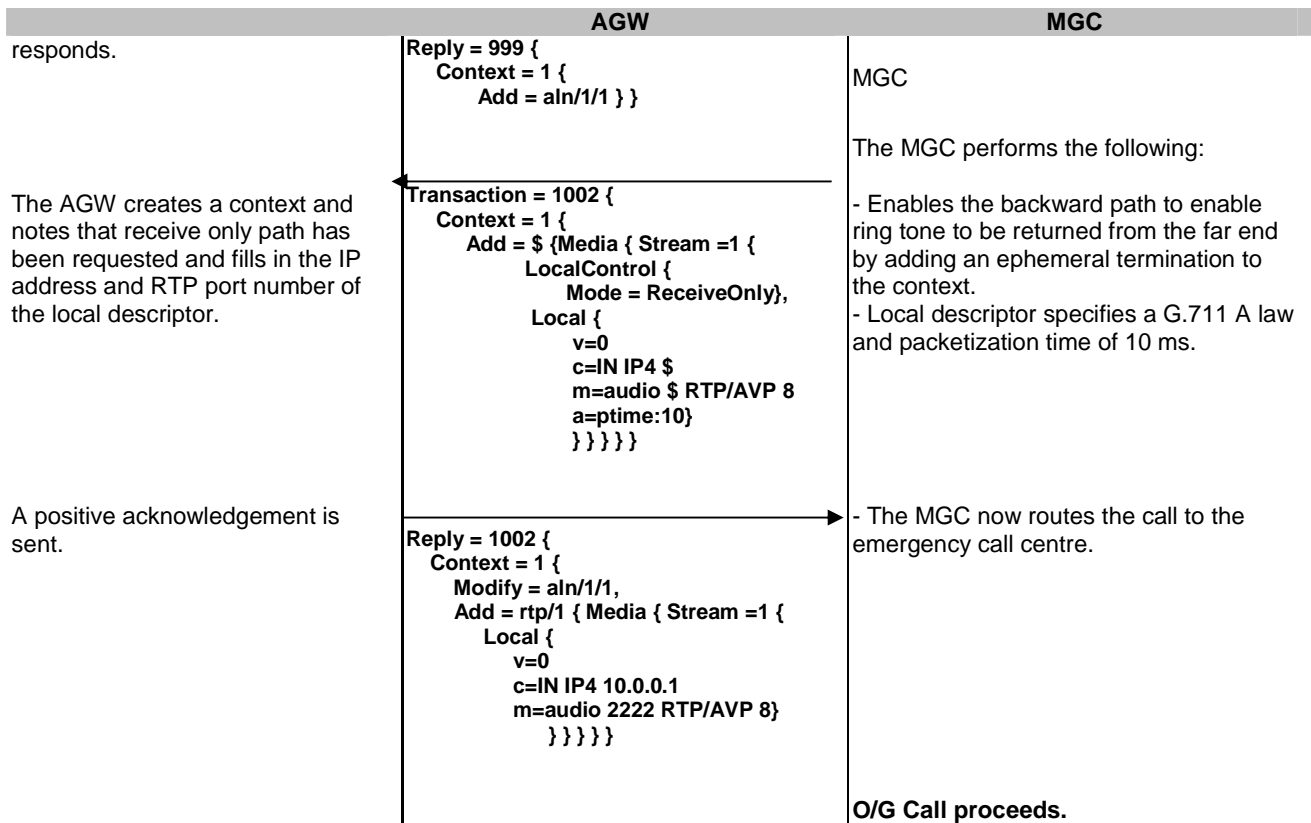 AGW MGC
responds.
Reply = 999 {
Context = 1 {
Add = aln/1/1 } }
MGC
The MGC performs the following:
The AGW creates a context and
notes that receive only path has
been requested and fills in the IP
address and RTP port number of
the local descriptor.
Transaction = 1002 {
Context = 1 {
Add = $ {Media { Stream =1 {
LocalControl {
Mode = ReceiveOnly},
Local {
v=0
c=IN IP4 $
m=audio $ RTP/AVP 8
a=ptime:10}
} } } } }
- Enables the backward path to enable
ring tone to be returned from the far end
by adding an ephemeral termination to
the context.
- Local descriptor specifies a G.711 A law
and packetization time of 10 ms.
A positive acknowledgement is
sent.
Reply = 1002 {
Context = 1 {
Modify = aln/1/1,
Add = rtp/1 { Media { Stream =1 {
Local {
v=0
c=IN IP4 10.0.0.1
m=audio 2222 RTP/AVP 8}
} } } } }
- The MGC now routes the call to the
emergency call centre.
O/G Call proceeds.